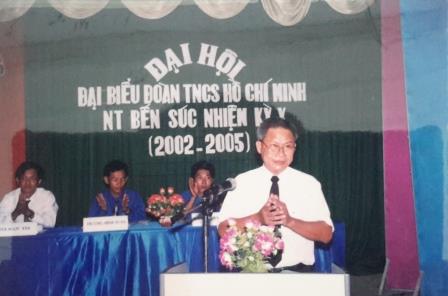 ĐẠI HỘI
ĐẠI BIỂU ĐOÀN TNCS HỒ CHÍ MINH
NT BẾN SÚC NHIỆM KỲ V
(2002-2005)